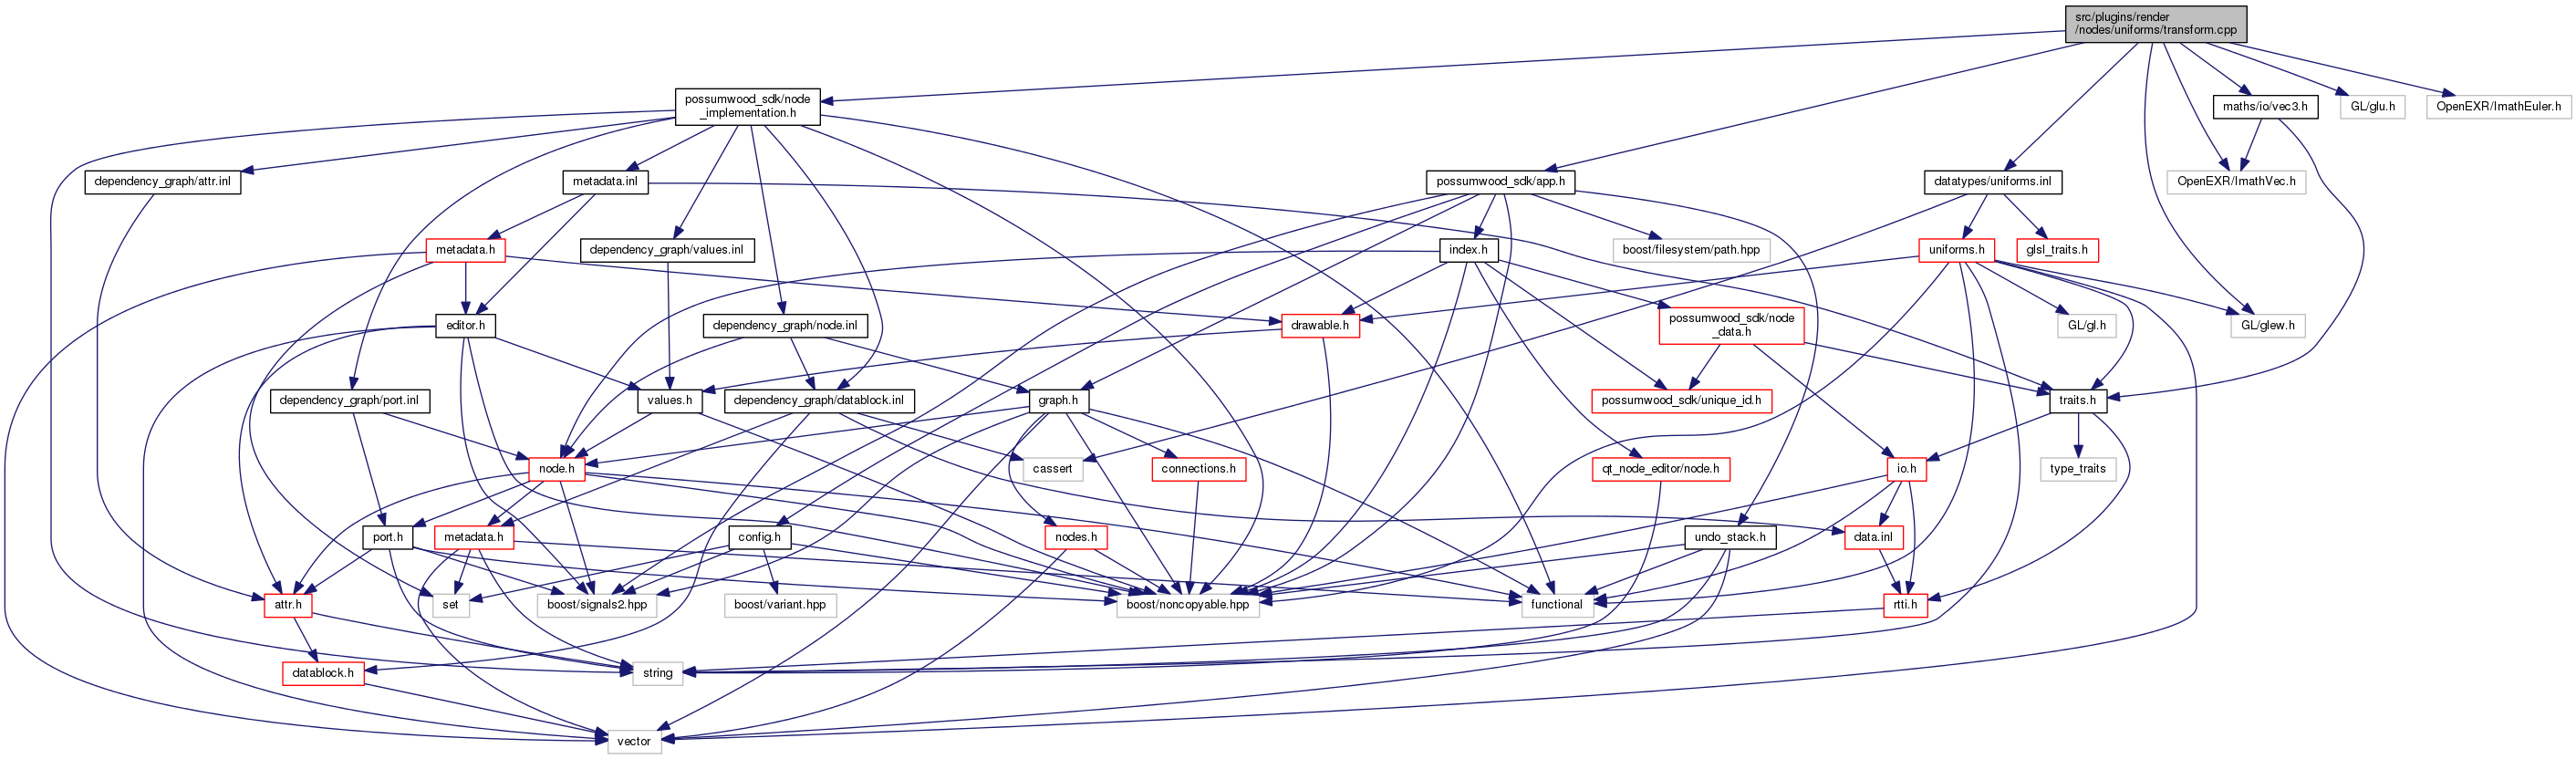 src/plugins/render
/nodes/uniforms/transform.cpp
possumwood_sdk/node
_implementation.h
maths/io/vec3.h
GL/glu.h
OpenEXR/ImathEuler.h
dependency_graph/attr.inl
metadata.inl
possumwood_sdk/app.h
datatypes/uniforms.inl
OpenEXR/ImathVec.h
metadata.h
dependency_graph/values.inl
index.h
boost/filesystem/path.hpp
uniforms.h
glsl_traits.h
editor.h
dependency_graph/node.inl
drawable.h
possumwood_sdk/node
_data.h
GL/gl.h
GL/glew.h
dependency_graph/port.inl
values.h
dependency_graph/datablock.inl
graph.h
possumwood_sdk/unique_id.h
traits.h
node.h
cassert
connections.h
qt_node_editor/node.h
io.h
type_traits
port.h
metadata.h
config.h
nodes.h
undo_stack.h
data.inl
attr.h
set
boost/signals2.hpp
boost/variant.hpp
boost/noncopyable.hpp
functional
rtti.h
datablock.h
string
vector